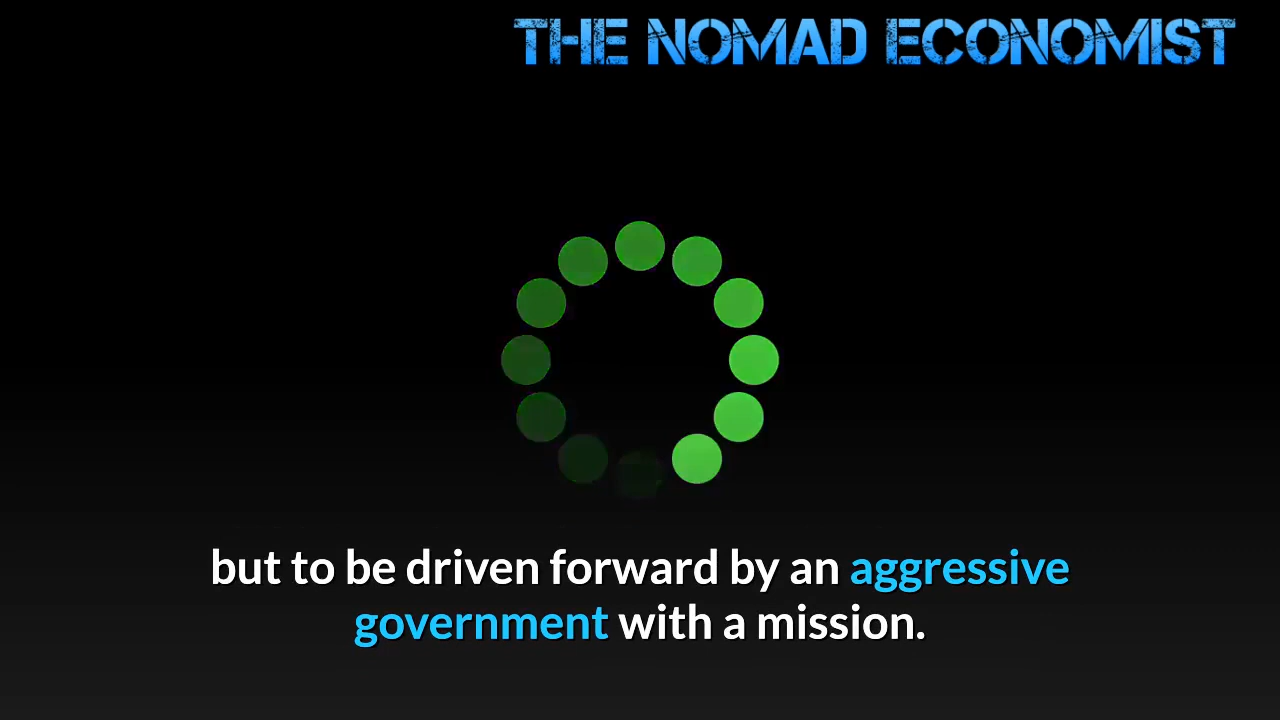 THE NOMAD ECONOMIST
but to be driven forward by an aggressive
government with a mission.